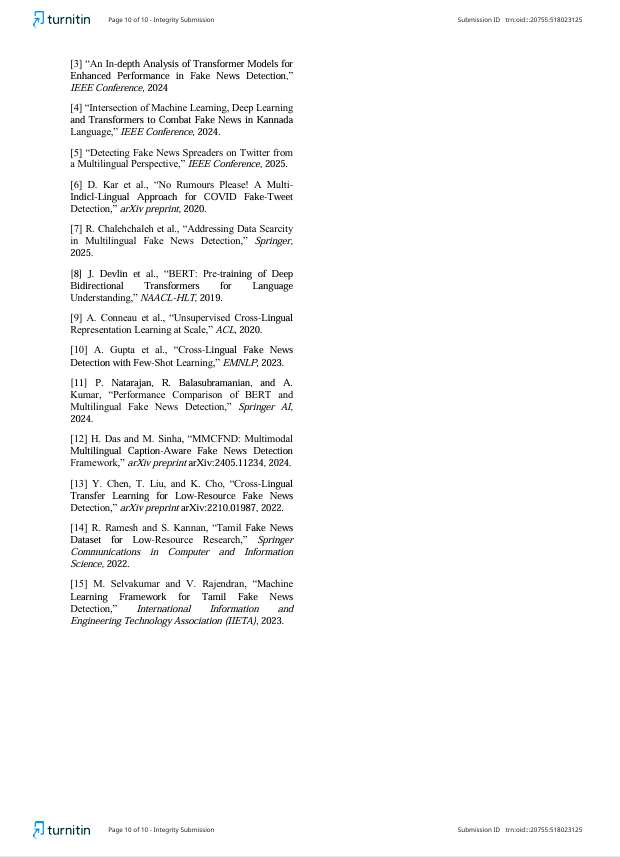 turnitin Page 10 of 10 - Integrity Submission Submission ID trn:oid:::20755:518023125
[3] “An In-depth Analysis of Transformer Models for
Enhanced Performance in Fake News Detection,”
IEEE Conference, 2024
[4] “Intersection of Machine Learning, Deep Learning
and Transformers to Combat Fake News in Kannada
Language,” IEEE Conference, 2024.
[5] “Detecting Fake News Spreaders on Twitter from
a Multilingual Perspective,” IEEE Conference, 2025.
[6] D. Kar et al., “No Rumours Please! A Multi-
Indicl-Lingual Approach for COVID Fake-Tweet
Detection,” arXiv preprint, 2020.
[7] R. Chalehchaleh et al., “Addressing Data Scarcity
in Multilingual Fake News Detection,” Springer,
2025.
[8] J. Devlin et al., “BERT: Pre-training of Deep
Bidirectional Transformers for Language
Understanding,” NAACL-HLT, 2019.
[9] A. Conneau et al., “Unsupervised Cross-Lingual
Representation Learning at Scale,” ACL, 2020.
[10] A. Gupta et al., “Cross-Lingual Fake News
Detection with Few-Shot Learning,” EMNLP, 2023.
[11] P. Natarajan, R. Balasubramanian, and A.
Kumar, “Performance Comparison of BERT and
Multilingual Fake News Detection,” Springer AI,
2024.
[12] H. Das and M. Sinha, “MMCFND: Multimodal
Multilingual Caption-Aware Fake News Detection
Framework,” arXiv preprint arXiv:2405.11234, 2024.
[13] Y. Chen, T. Liu, and K. Cho, “Cross-Lingual
Transfer Learning for Low-Resource Fake News
Detection,” arXiv preprint arXiv:2210.01987, 2022.
[14] R. Ramesh and S. Kannan, “Tamil Fake News
Dataset for Low-Resource Research,” Springer
Communications in Computer and Information
Science, 2022.
[15] M. Selvakumar and V. Rajendran, “Machine
Learning Framework for Tamil Fake News
Detection,” International Information and
Engineering Technology Association (IIETA), 2023.
turnitin Page 10 of 10 - Integrity Submission Submission ID trn:oid:::20755:518023125